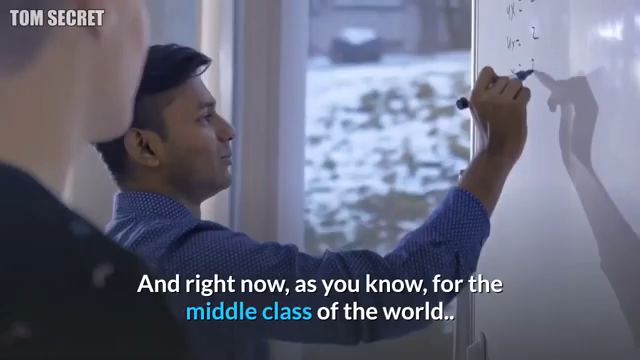 TOM SECRET
And right now, as you know, for the
middle class of the world..